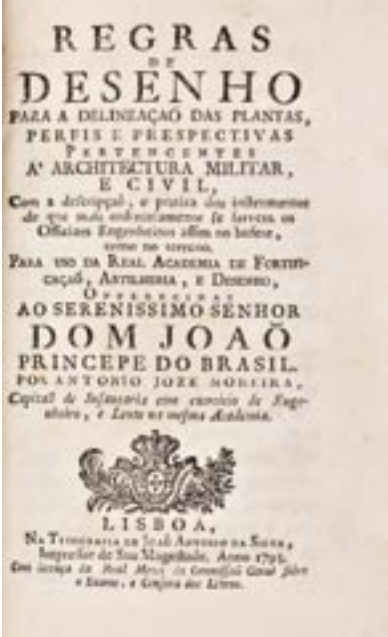 REGRAS
DE
DESENHO
PARA A DELINEAÇAÕ DAS PLANTAS,
PERFIS E PRESPECTIVAS
PERTENCENTES
A' ARCHITECTURA MILITAR,
E CIVIL,
Com a descripçaõ, e pratica dos instrumentos
de que mais ordinariamente se servem os
Officiaes Engenheiros assim no bufete,
como no terreno.
PARA USO DA REAL ACADEMIA DE FORTIFI-
CAÇAÕ, ARTILHERIA, E DESENHO,
OFFERECIDAS
AO SERENISSIMO SENHOR
DOM JOAÕ
PRINCEPE DO BRASIL.
POR ANTONIO JOZE MOREIRA,
Capitaõ de Infantaria com exercicio de Enge-
nheiro, e Lente na mesma Academia.
LISBOA,
NA TYPOGRAFIA DE JOAÕ ANTONIO DA SILVA,
Impressor de Sua Magestade. Anno
Com licença da Real Meza da Commissaõ Geral sobre
o Exame, e Censura dos Livros.